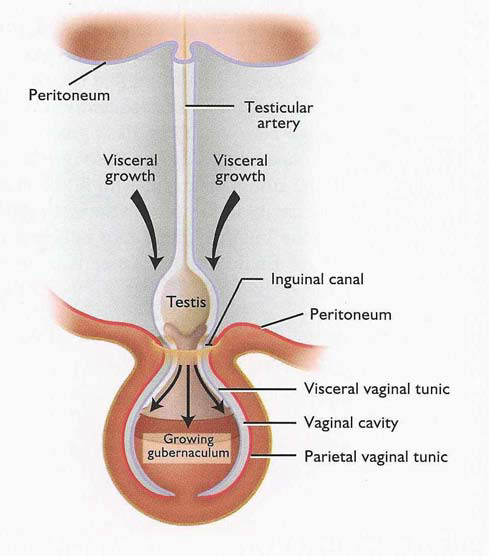 Peritoneum
Testicular
artery
Visceral
growth
Visceral
growth
Testis
Inguinal canal
Peritoneum
Visceral vaginal tunic
Vaginal cavity
Parietal vaginal tunic
Growing
gubernaculum